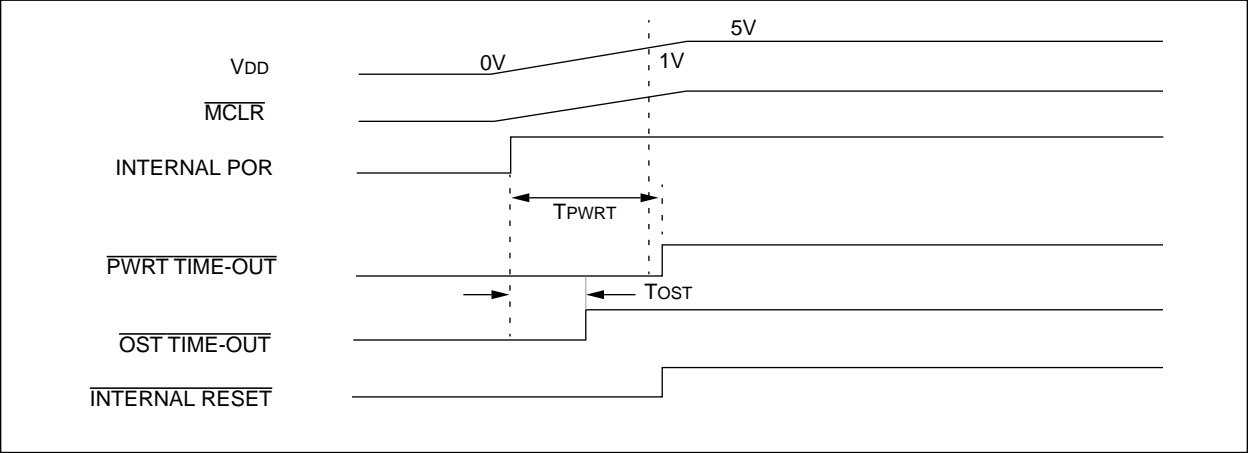 5V
VDD
0V
1V
MCLR
INTERNAL POR
TPWRT
PWRT TIME-OUT
TOST
OST TIME-OUT
INTERNAL RESET